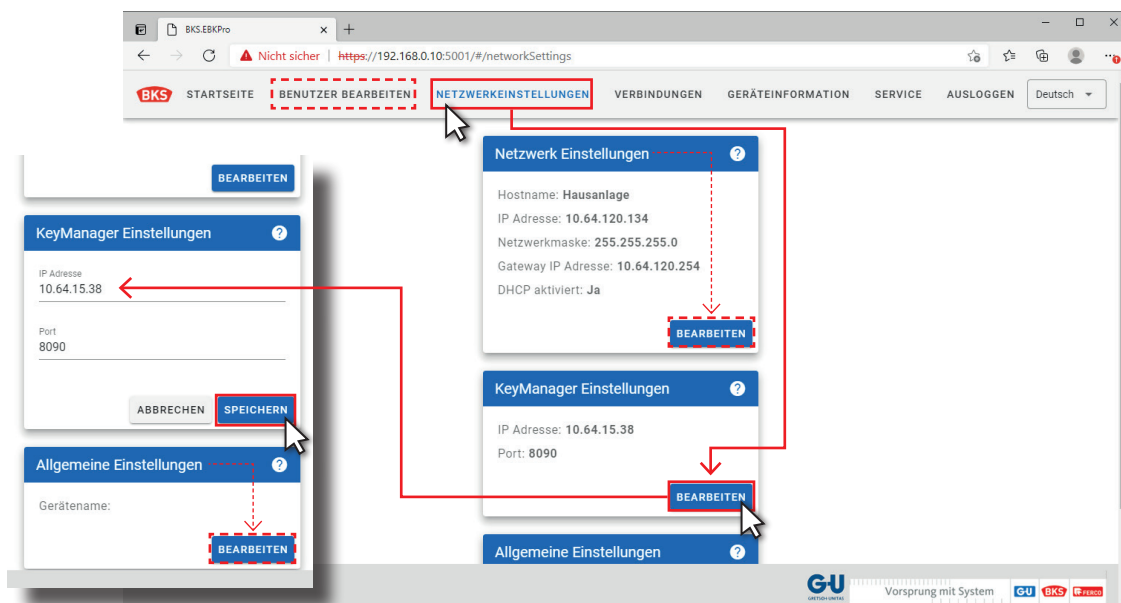 BKS.EBKPro
Nicht sicher | https://192.168.0.10:5001/#/networkSettings
BKS STARTSEITE BENUTZER BEARBEITEN NETZWERKEINSTELLUNGEN VERBINDUNGEN GERÄTEINFORMATION SERVICE AUSLOGGEN Deutsch
BEARBEITEN
KeyManager Einstellungen ?
IP Adresse
10.64.15.38
Port
8090
ABBRECHEN SPEICHERN
Allgemeine Einstellungen ?
Gerätename:
BEARBEITEN
Netzwerk Einstellungen ?
Hostname: Hausanlage
IP Adresse: 10.64.120.134
Netzwerkmaske: 255.255.255.0
Gateway IP Adresse: 10.64.120.254
DHCP aktiviert: Ja
BEARBEITEN
KeyManager Einstellungen ?
IP Adresse: 10.64.15.38
Port: 8090
BEARBEITEN
Allgemeine Einstellungen ?
G-U
GRETSCH-UNITAS
Vorsprung mit System
G-U BKS FERCO